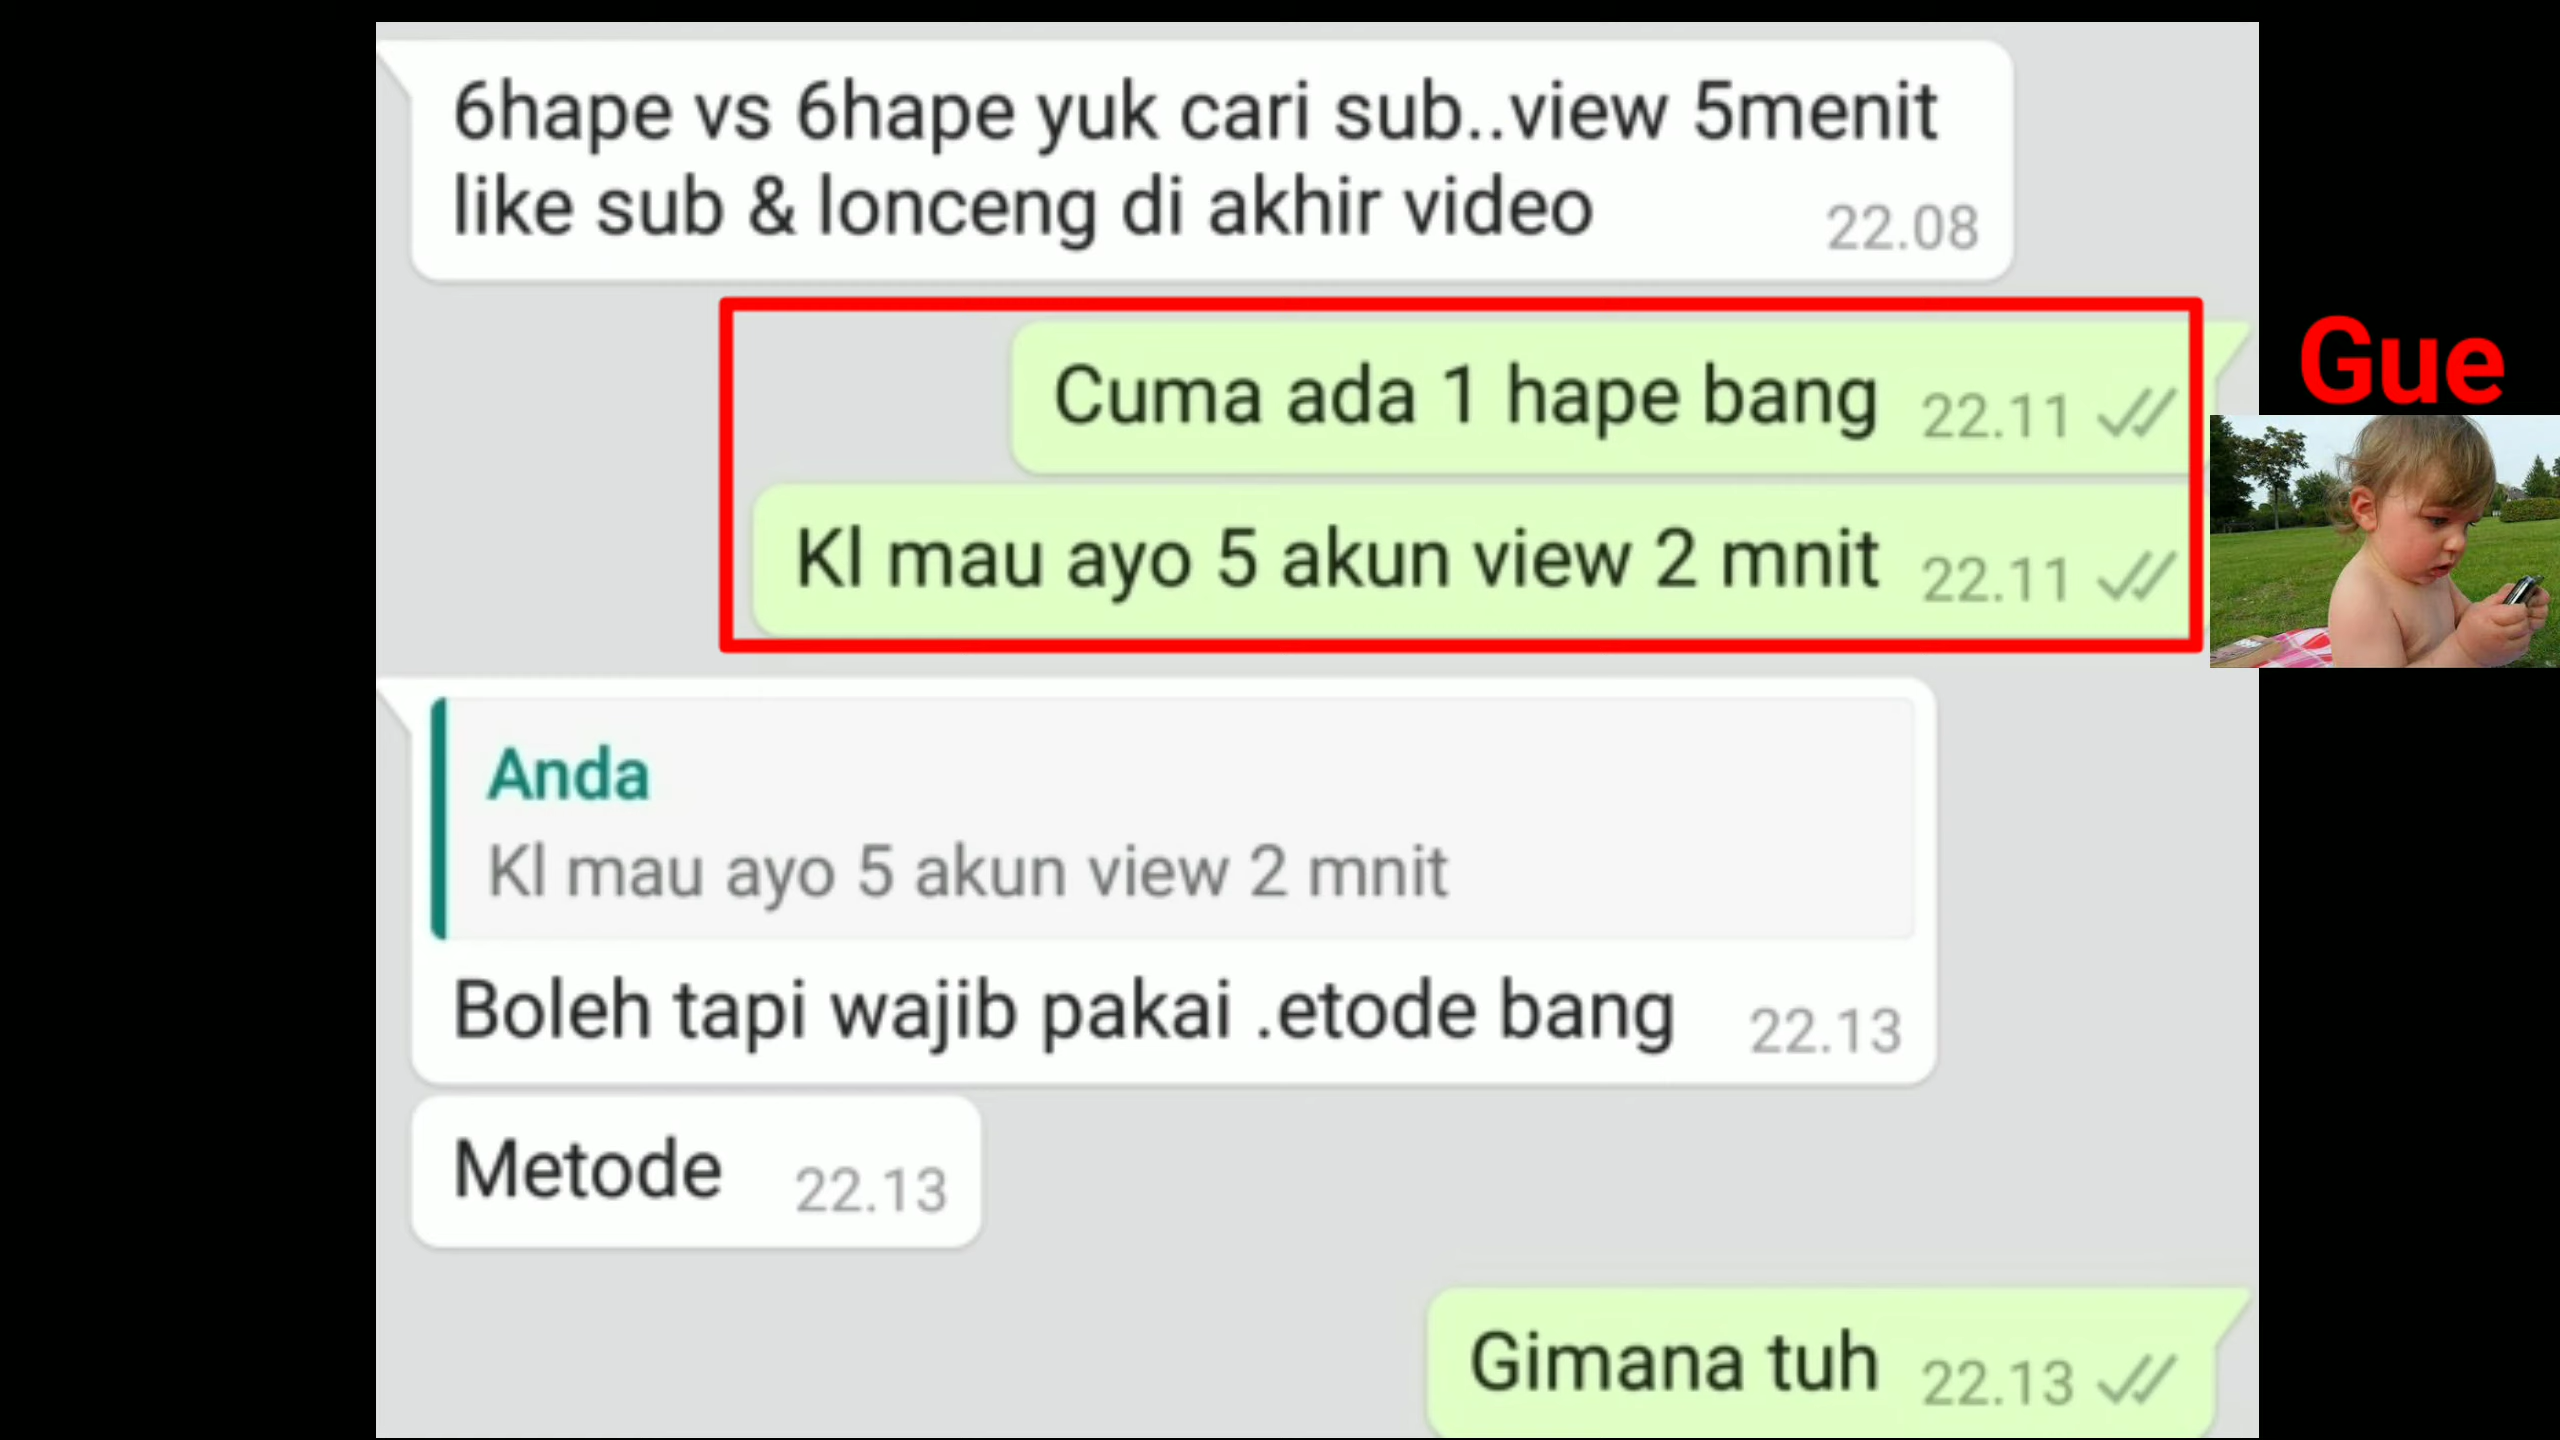 6hape vs 6hape yuk cari sub..view 5menit
like sub & lonceng di akhir video 22.08
Cuma ada 1 hape bang 22.11
Gue
Kl mau ayo 5 akun view 2 mnit 22.11
Anda
Kl mau ayo 5 akun view 2 mnit
Boleh tapi wajib pakai .etode bang 22.13
Metode 22.13
Gimana tuh 22.13